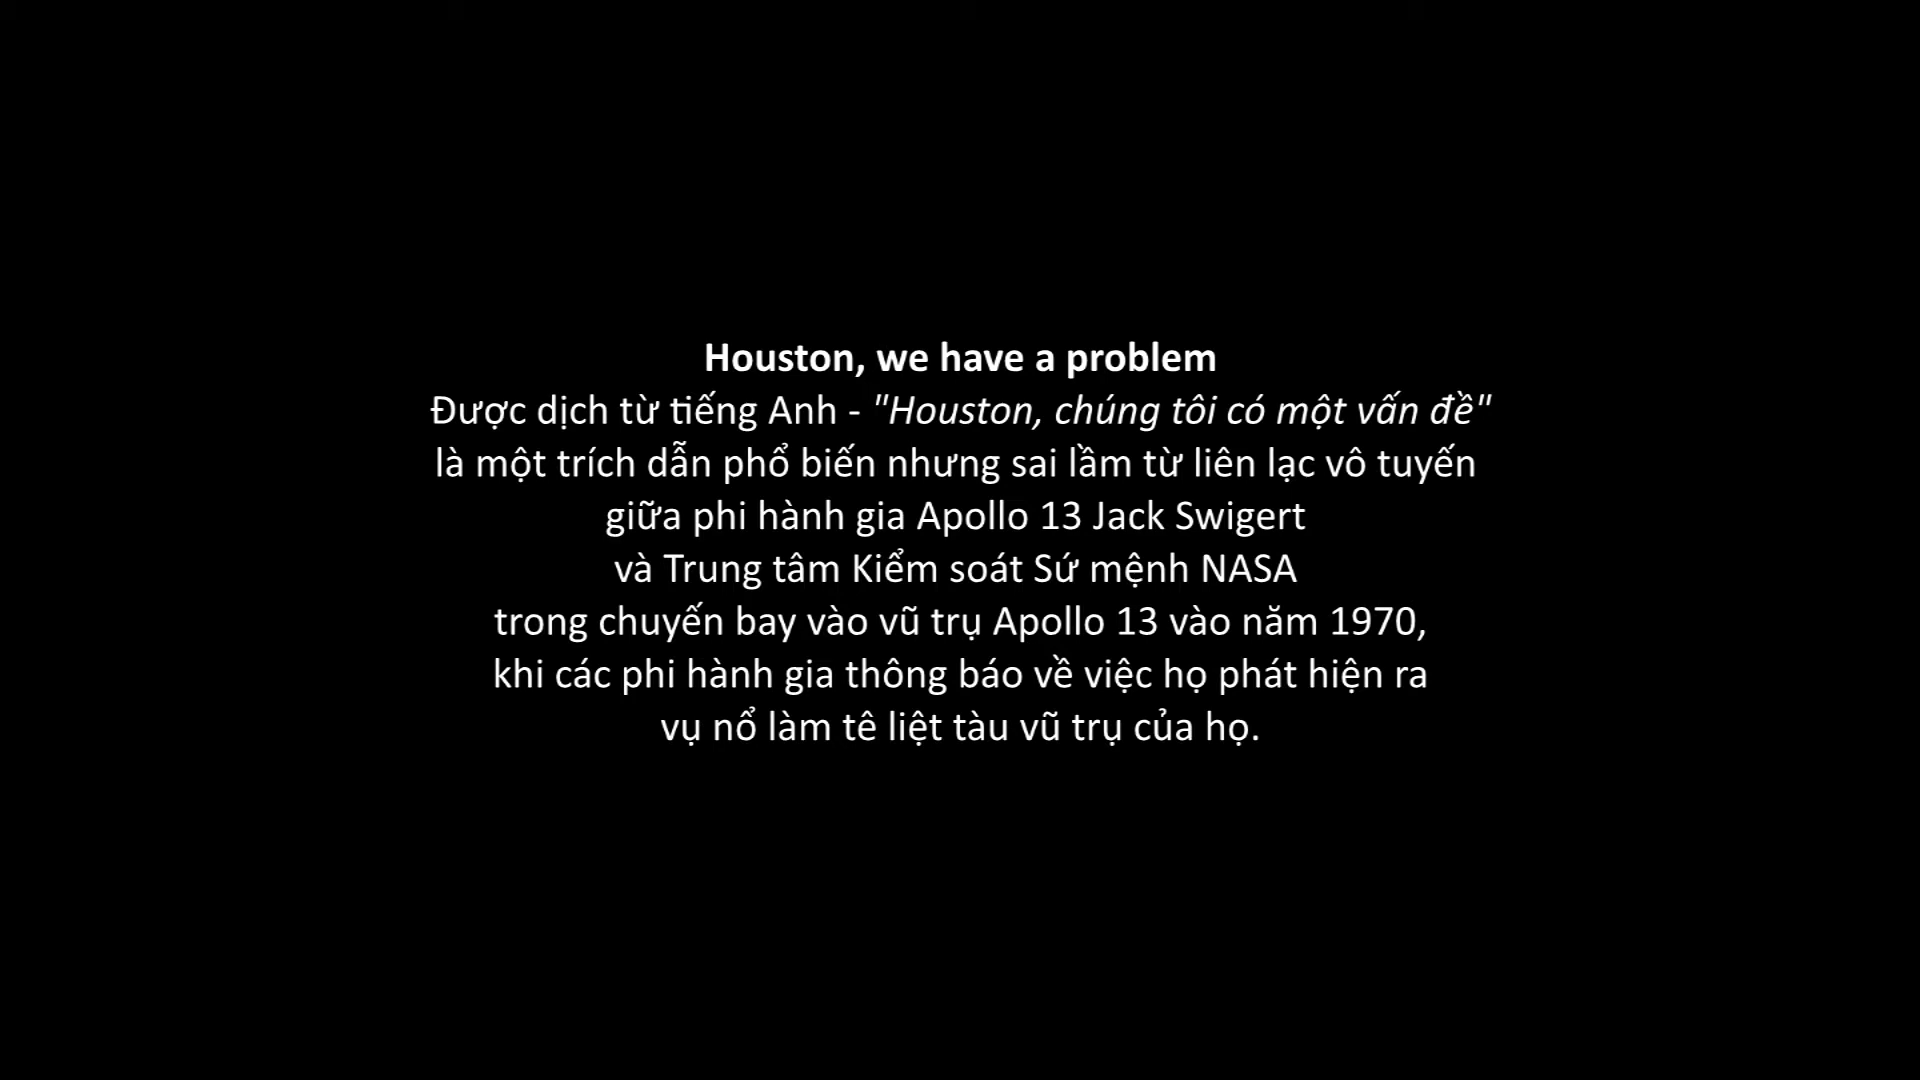 Houston, we have a problem
Được dịch từ tiếng Anh - "Houston, chúng tôi có một vấn đề"
là một trích dẫn phổ biến nhưng sai lầm từ liên lạc vô tuyến
giữa phi hành gia Apollo 13 Jack Swigert
và Trung tâm Kiểm soát Sứ mệnh NASA
trong chuyến bay vào vũ trụ Apollo 13 vào năm 1970,
khi các phi hành gia thông báo về việc họ phát hiện ra
vụ nổ làm tê liệt tàu vũ trụ của họ.